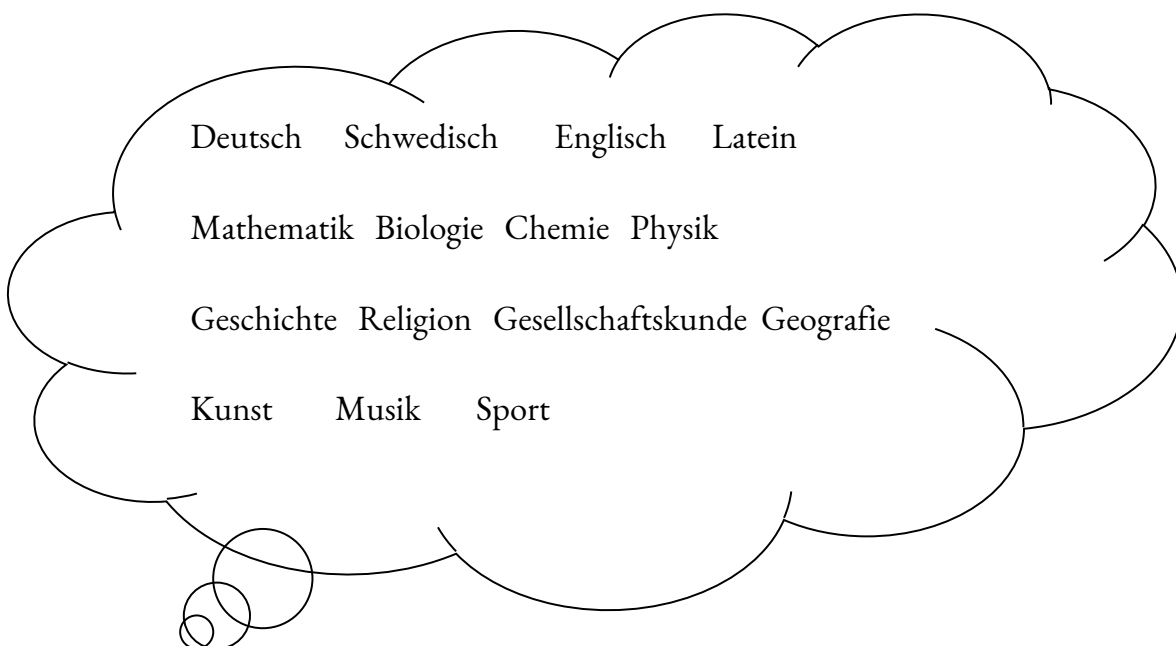 Deutsch Schwedisch Englisch Latein
Mathematik Biologie Chemie Physik
Geschichte Religion Gesellschaftskunde Geografie
Kunst Musik Sport